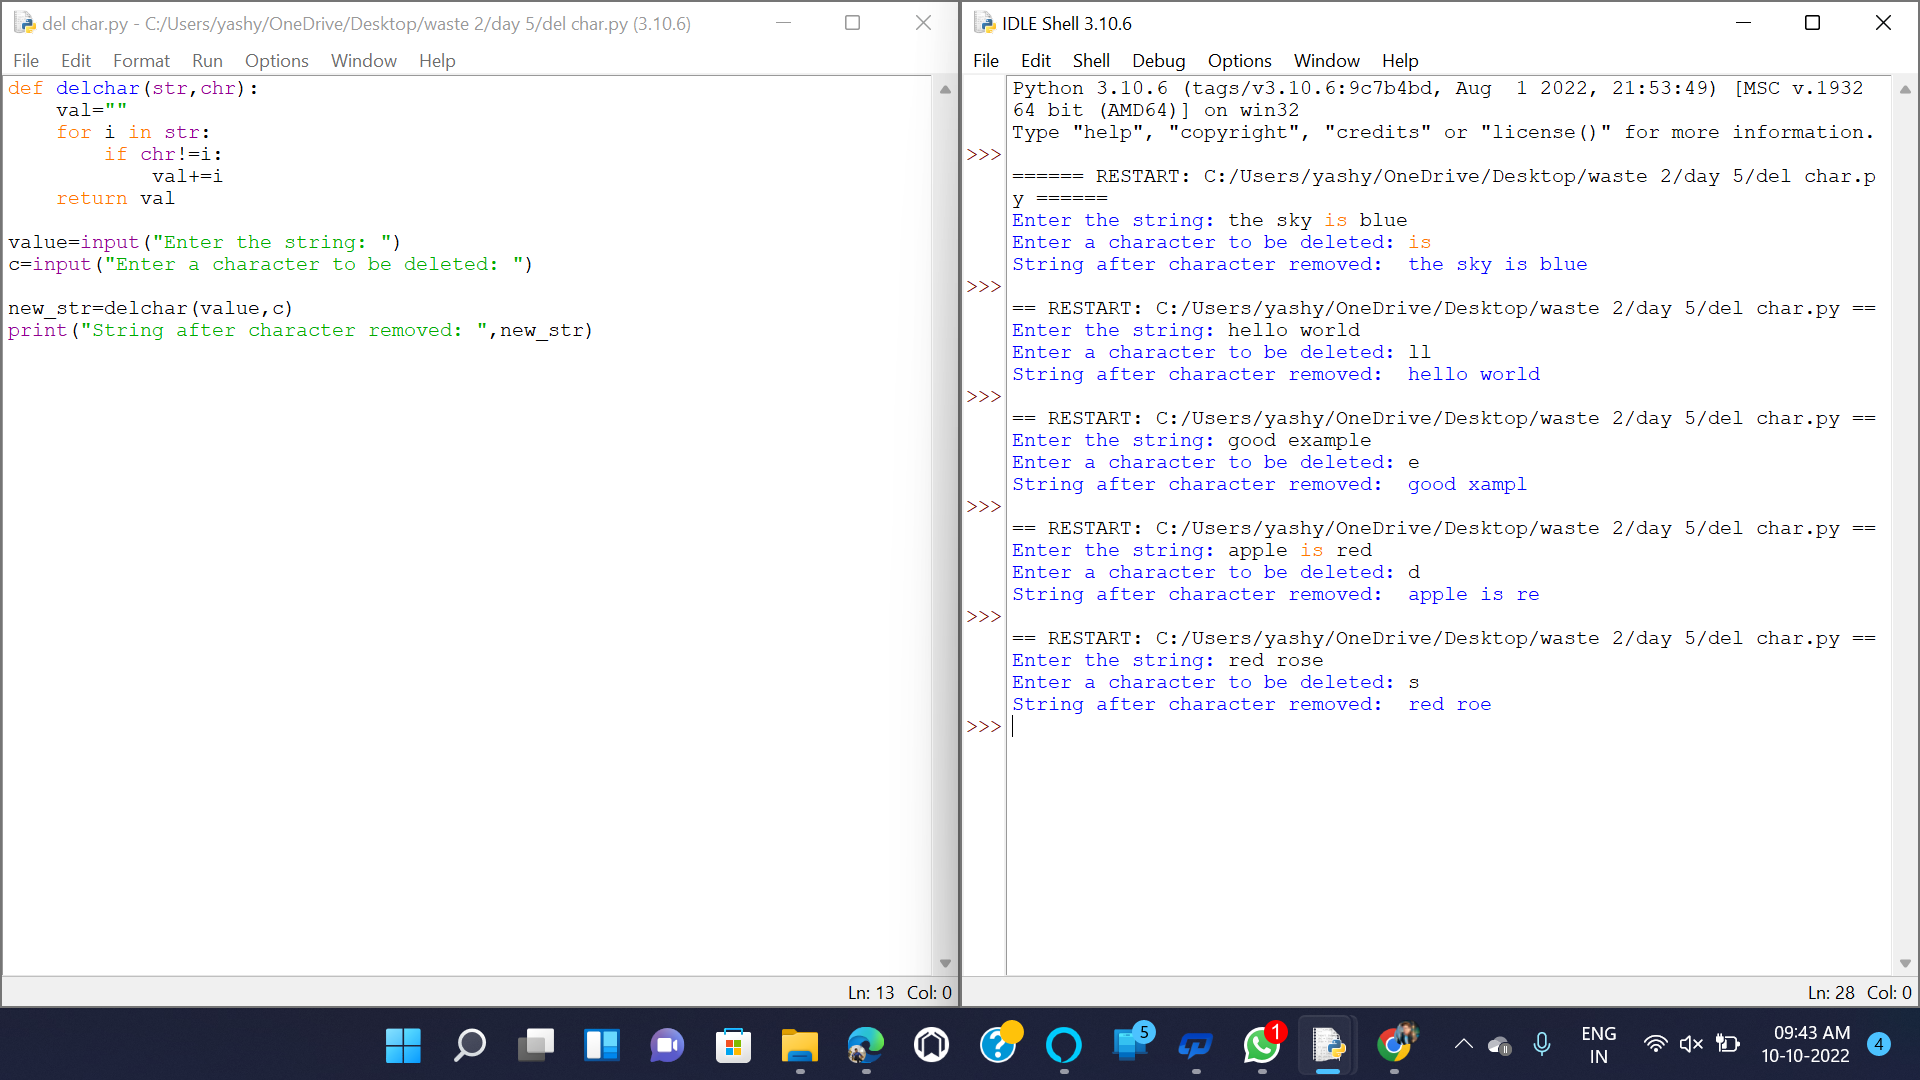 del char.py - C:/Users/yashy/OneDrive/Desktop/waste 2/day 5/del char.py (3.10.6)
File Edit Format Run Options Window Help
def delchar(str,chr):
    val=""
    for i in str:
        if chr!=i:
            val+=i
    return val
value=input("Enter the string: ")
c=input("Enter a character to be deleted: ")
new_str=delchar(value,c)
print("String after character removed: ",new_str)
Ln: 13 Col: 0
IDLE Shell 3.10.6
File Edit Shell Debug Options Window Help
Python 3.10.6 (tags/v3.10.6:9c7b4bd, Aug  1 2022, 21:53:49) [MSC v.1932
64 bit (AMD64)] on win32
Type "help", "copyright", "credits" or "license()" for more information.
>>>
====== RESTART: C:/Users/yashy/OneDrive/Desktop/waste 2/day 5/del char.p
y ======
Enter the string: the sky is blue
Enter a character to be deleted: is
String after character removed:  the sky is blue
>>>
== RESTART: C:/Users/yashy/OneDrive/Desktop/waste 2/day 5/del char.py ==
Enter the string: hello world
Enter a character to be deleted: ll
String after character removed:  hello world
>>>
== RESTART: C:/Users/yashy/OneDrive/Desktop/waste 2/day 5/del char.py ==
Enter the string: good example
Enter a character to be deleted: e
String after character removed:  good xampl
>>>
== RESTART: C:/Users/yashy/OneDrive/Desktop/waste 2/day 5/del char.py ==
Enter the string: apple is red
Enter a character to be deleted: d
String after character removed:  apple is re
>>>
== RESTART: C:/Users/yashy/OneDrive/Desktop/waste 2/day 5/del char.py ==
Enter the string: red rose
Enter a character to be deleted: s
String after character removed:  red roe
>>>
Ln: 28 Col: 0
5
1
ENG
IN
09:43 AM
10-10-2022
4